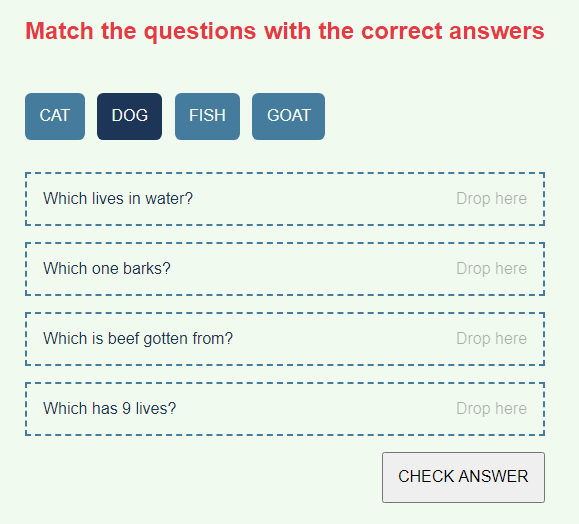 Match the questions with the correct answers
CAT DOG FISH GOAT
Which lives in water? Drop here
Which one barks? Drop here
Which is beef gotten from? Drop here
Which has 9 lives? Drop here
CHECK ANSWER